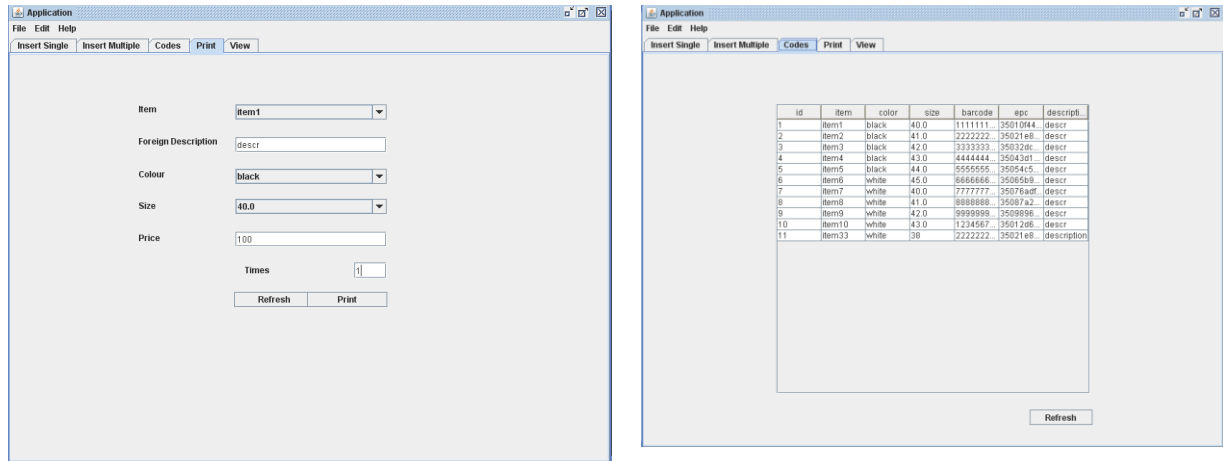 Application
File Edit Help
Insert Single Insert Multiple Codes Print View
Item item1
Foreign Description descr
Colour black
Size 40.0
Price 100
Times 1
Refresh Print
Application
File Edit Help
Insert Single Insert Multiple Codes Print View
id item color size barcode epc descripti...
1 item1 black 40.0 1111111... 35010f44... descr
2 item2 black 41.0 2222222... 35021e8... descr
3 item3 black 42.0 3333333... 35032dc... descr
4 item4 black 43.0 4444444... 35043d1... descr
5 item5 black 44.0 5555555... 35054c5... descr
6 item6 white 45.0 6666666... 35065b9... descr
7 item7 white 40.0 7777777... 35076adf... descr
8 item8 white 41.0 8888888... 35087a2... descr
9 item9 white 42.0 9999999... 3509896... descr
10 item10 white 43.0 1234567... 35012d6... descr
11 item33 white 38 2222222... 35021e8... description
Refresh